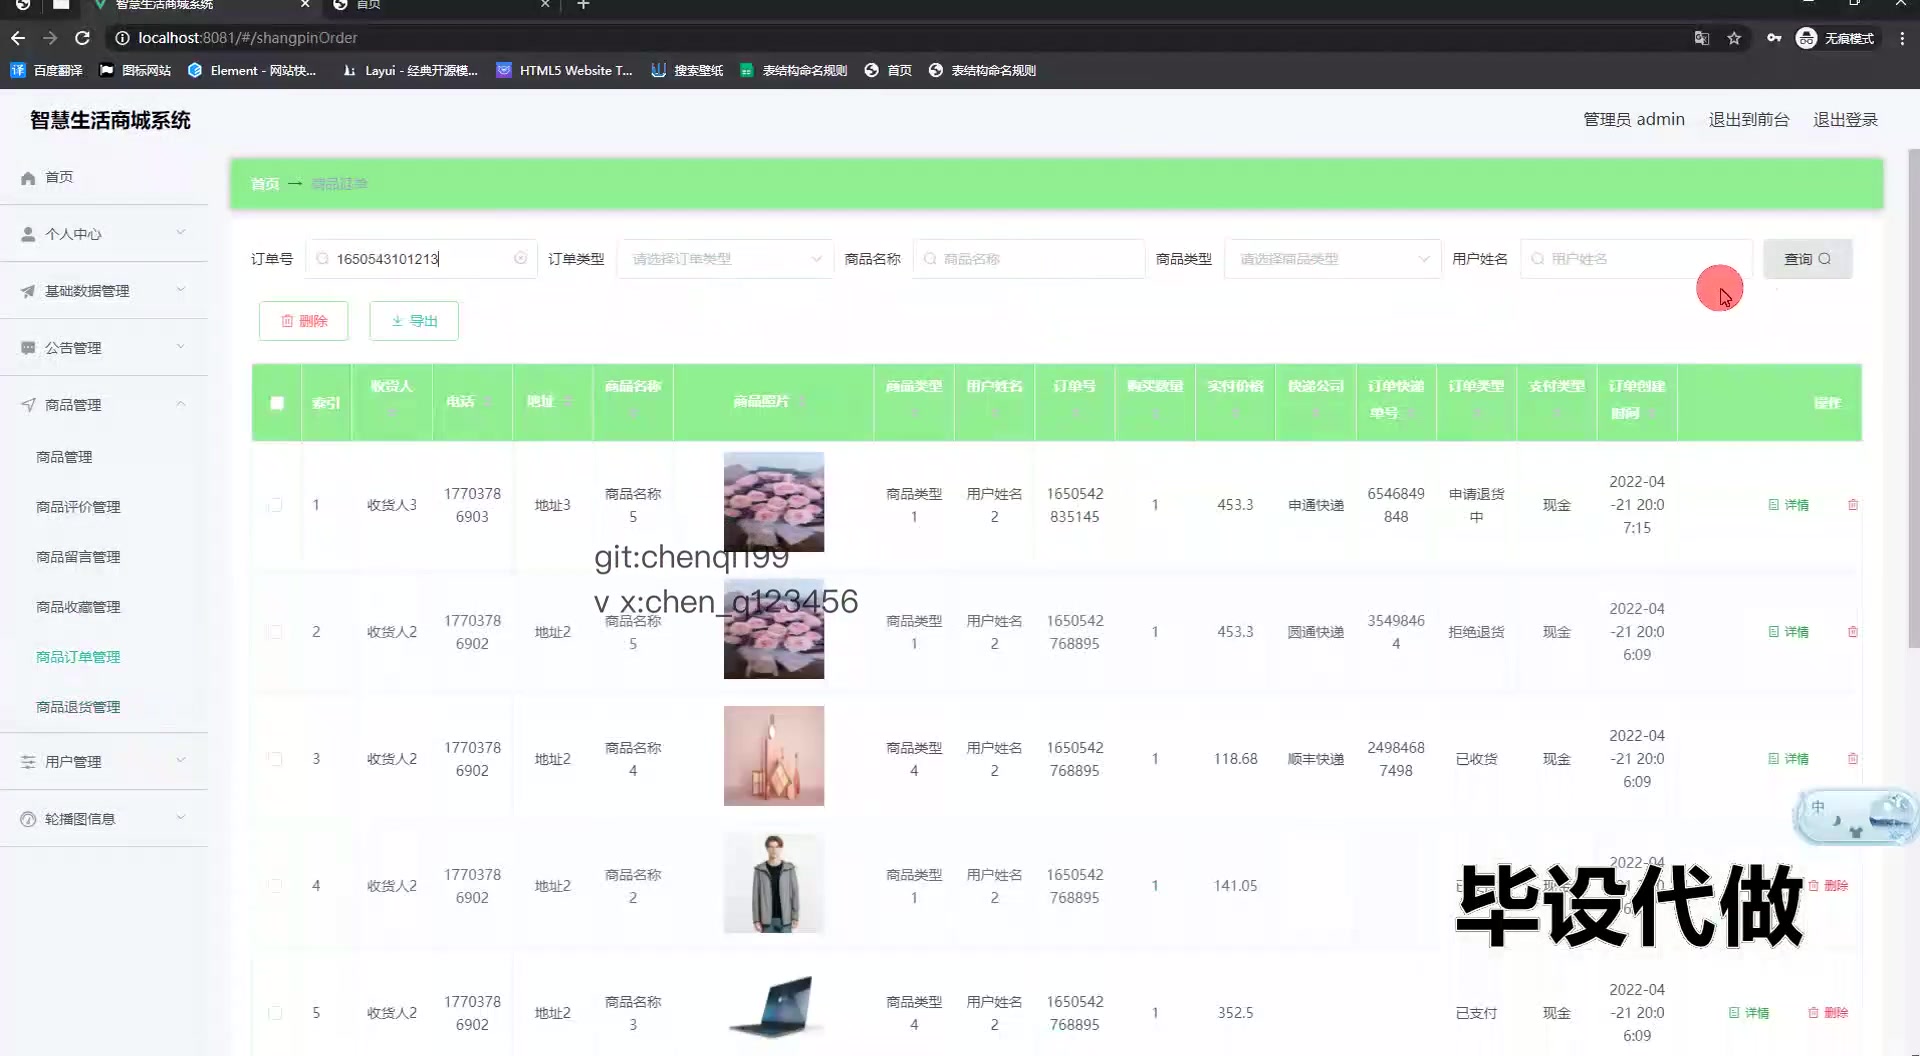 智慧生活商城系统
首页
localhost:8081/#/shangpinOrder
无痕模式
百度翻译
图标网站
Element - 网站快...
Layui - 经典开源模...
HTML5 Website T...
搜索壁纸
表结构命名规则
首页
表结构命名规则
智慧生活商城系统
管理员 admin
退出到前台
退出登录
首页
个人中心
基础数据管理
公告管理
商品管理
商品管理
商品评价管理
商品留言管理
商品收藏管理
商品订单管理
商品退货管理
用户管理
轮播图信息
首页 → 商品订单
订单号 1650543101213 订单类型 请选择订单类型 商品名称 商品名称 商品类型 请选择商品类型 用户姓名 用户姓名 查询
删除 导出
索引 收货人 电话 地址 商品名称 商品照片 商品类型 用户姓名 订单号 购买数量 实付价格 快递公司 订单快递单号 订单类型 支付类型 订单创建时间 操作
1 收货人3 17703786903 地址3 商品名称5 商品类型1 用户姓名2 1650542835145 1 453.3 申通快递 6546849848 申请退货中 现金 2022-04-21 20:07:15 详情
git:chenqi199
v_x:chen_q123456
2 收货人2 17703786902 地址2 商品名称5 商品类型1 用户姓名2 1650542768895 1 453.3 圆通快递 35498464 拒绝退货 现金 2022-04-21 20:06:09 详情
3 收货人2 17703786902 地址2 商品名称4 商品类型4 用户姓名2 1650542768895 1 118.68 顺丰快递 24984687498 已收货 现金 2022-04-21 20:06:09 详情
4 收货人2 17703786902 地址2 商品名称2 商品类型1 用户姓名2 1650542768895 1 141.05 2022-04 删除
中
毕设代做
5 收货人2 17703786902 地址2 商品名称3 商品类型4 用户姓名2 1650542768895 1 352.5 已支付 现金 2022-04-21 20:06:09 详情 删除